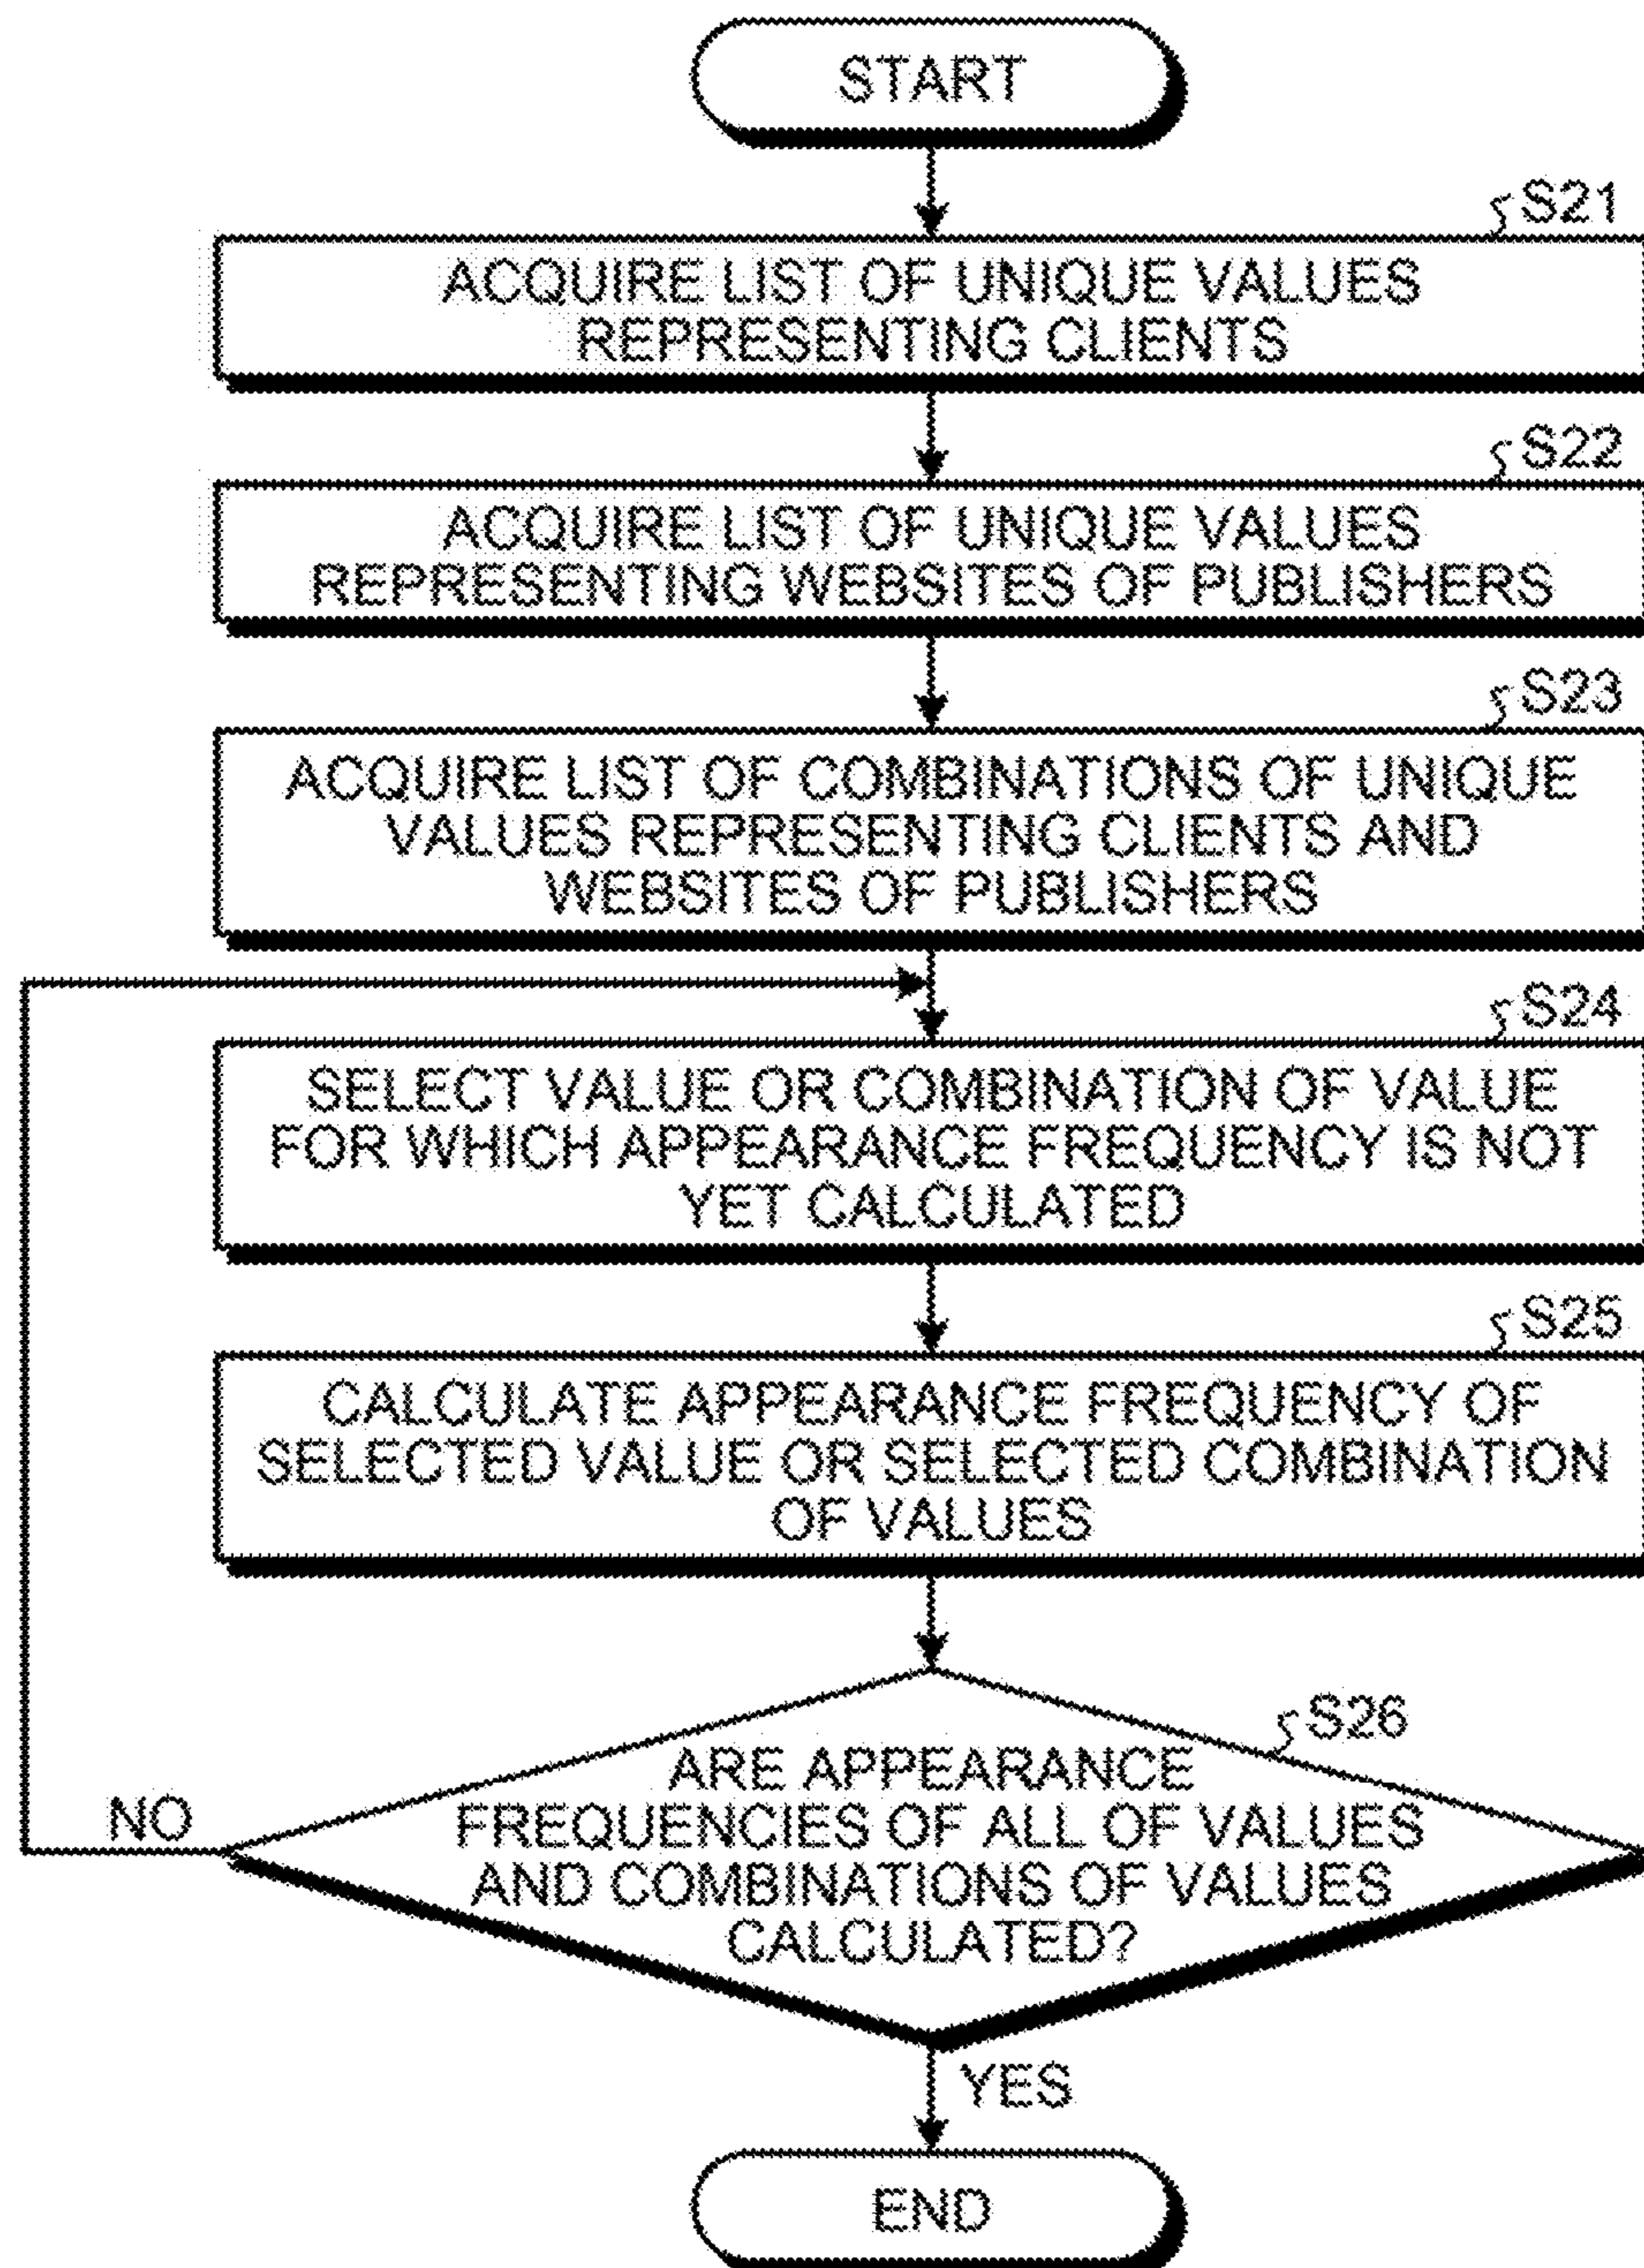 START
S21
ACQUIRE LIST OF UNIQUE VALUES
REPRESENTING CLIENTS
S22
ACQUIRE LIST OF UNIQUE VALUES
REPRESENTING WEBSITES OF PUBLISHERS
S23
ACQUIRE LIST OF COMBINATIONS OF UNIQUE
VALUES REPRESENTING CLIENTS AND
WEBSITES OF PUBLISHERS
S24
SELECT VALUE OR COMBINATION OF VALUE
FOR WHICH APPEARANCE FREQUENCY IS NOT
YET CALCULATED
S25
CALCULATE APPEARANCE FREQUENCY OF
SELECTED VALUE OR SELECTED COMBINATION
OF VALUES
S26
ARE APPEARANCE
FREQUENCIES OF ALL OF VALUES
AND COMBINATIONS OF VALUES
CALCULATED?
NO
YES
END